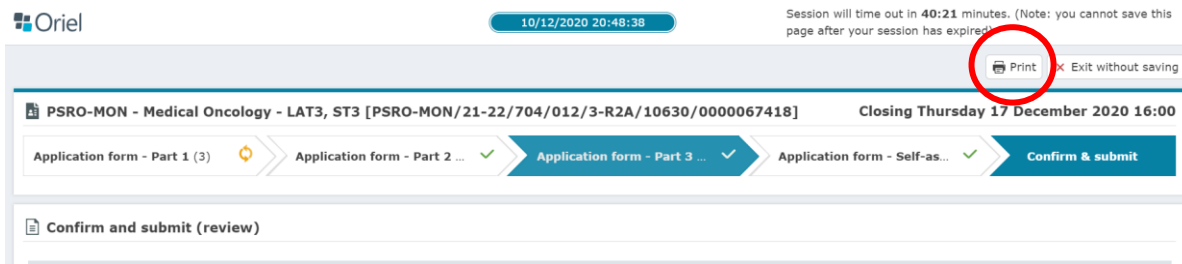 Oriel
10/12/2020 20:48:38
Session will time out in 40:21 minutes. (Note: you cannot save this
page after your session has expired)
Print
Exit without saving
PSRO-MON - Medical Oncology - LAT3, ST3 [PSRO-MON/21-22/704/012/3-R2A/10630/0000067418]
Closing Thursday 17 December 2020 16:00
Application form - Part 1 (3)
Application form - Part 2 ...
Application form - Part 3 ...
Application form - Self-as...
Confirm & submit
Confirm and submit (review)